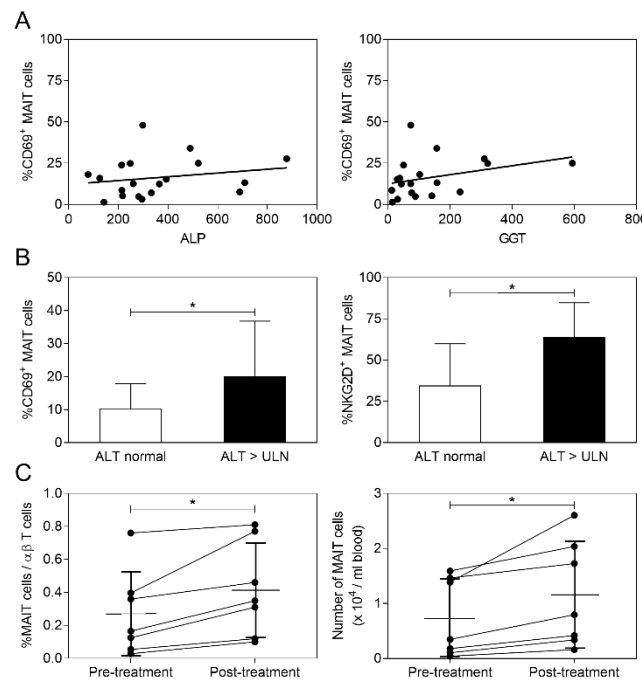 A
%CD69⁺ MAIT cells
100
75
50
25
0
0 200 400 600 800 1000
ALP
%CD69⁺ MAIT cells
100
75
50
25
0
0 200 400 600 800
GGT
B
%CD69⁺ MAIT cells
50
40
30
20
10
0
*
ALT normal ALT > ULN
%NKG2D⁺ MAIT cells
100
75
50
25
0
*
ALT normal ALT > ULN
C
%MAIT cells / αβ T cells
1.0
0.8
0.6
0.4
0.2
0.0
*
Pre-treatment Post-treatment
Number of MAIT cells
(x 10⁴ / ml blood)
3
2
1
0
*
Pre-treatment Post-treatment